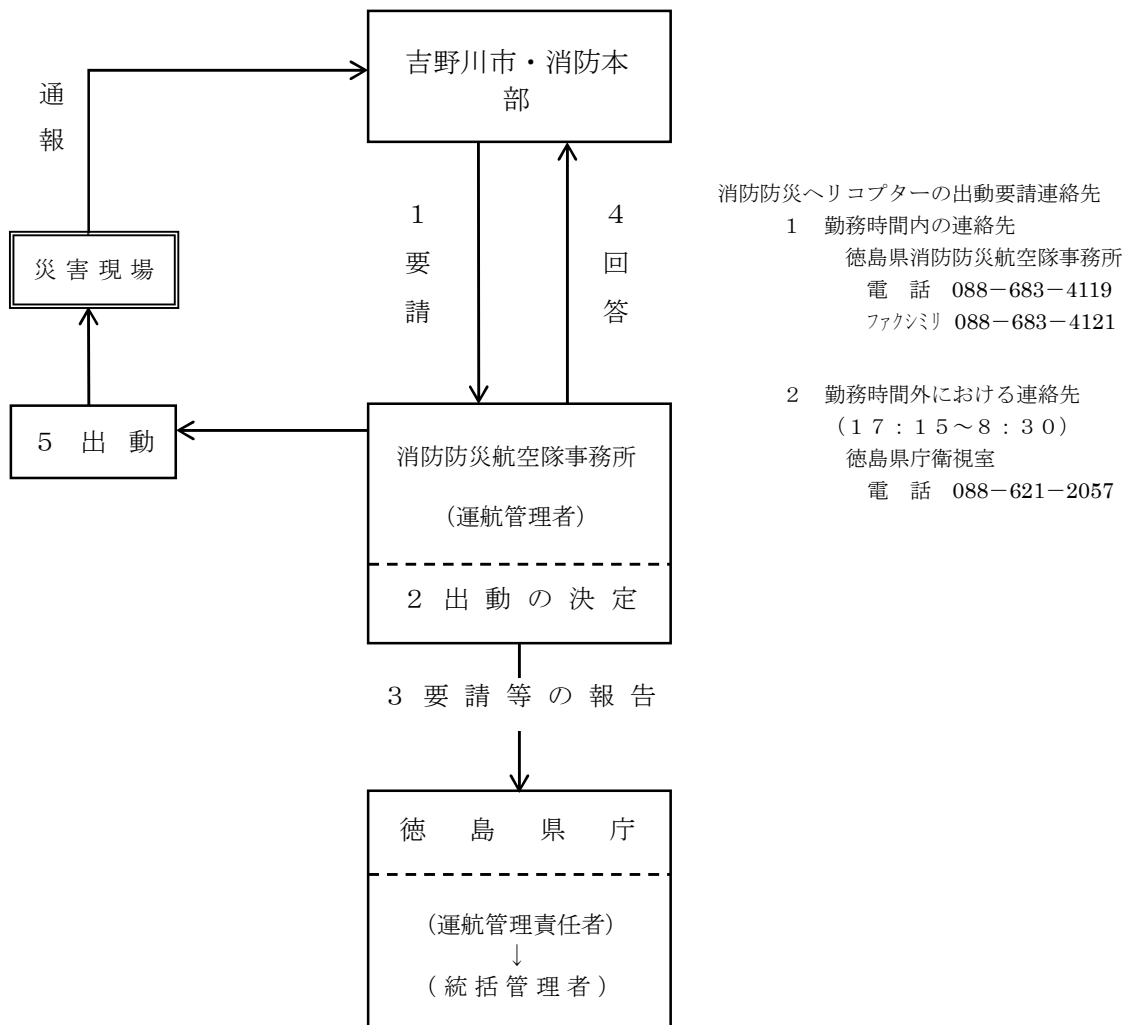 吉野川市・消防本
部
通
報
1
要
請
4
回
答
災害現場
5 出動
消防防災航空隊事務所
(運航管理者)
2出動の決定
3要請等の報告
徳島県庁
(運航管理責任者)
↓
(統括管理者)
消防防災ヘリコプターの出動要請連絡先
1 勤務時間内の連絡先
徳島県消防防災航空隊事務所
電 話 088-683-4119
ファクシミリ 088-683-4121
2 勤務時間外における連絡先
(17:15~8:30)
徳島県庁衛視室
電 話 088-621-2057